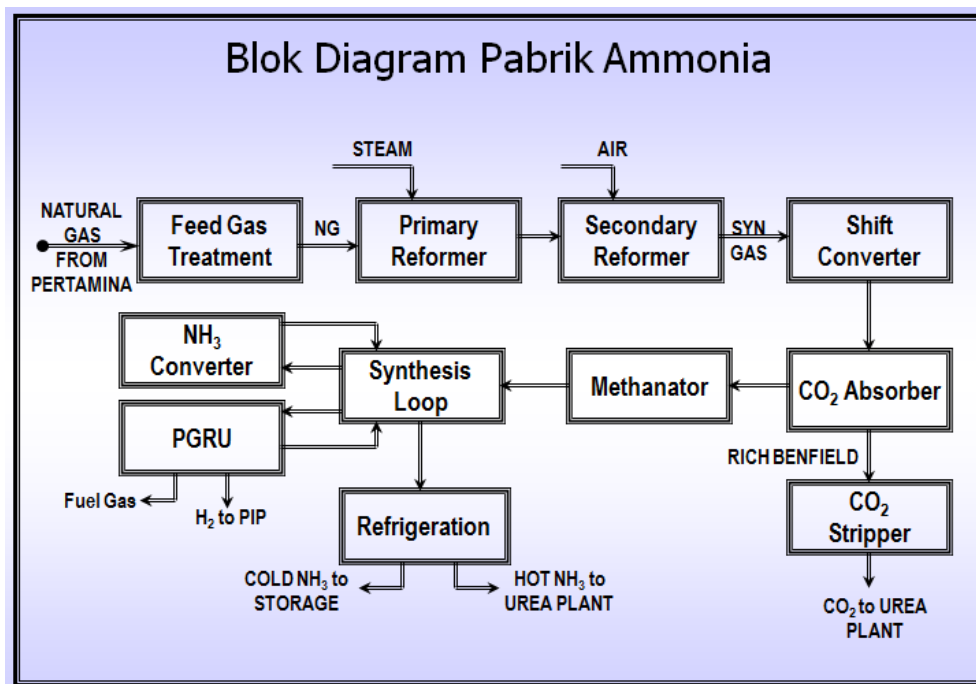 Blok Diagram Pabrik Ammonia
STEAM
AIR
NATURAL
GAS
FROM
PERTAMINA
Feed Gas
Treatment
NG
Primary
Reformer
Secondary
Reformer
SYN
GAS
Shift
Converter
NH₃
Converter
Synthesis
Loop
Methanator
CO₂ Absorber
PGRU
RICH BENFIELD
Fuel Gas
H₂ to PIP
Refrigeration
CO₂
Stripper
COLD NH₃ to
STORAGE
HOT NH₃ to
UREA PLANT
CO₂ to UREA
PLANT